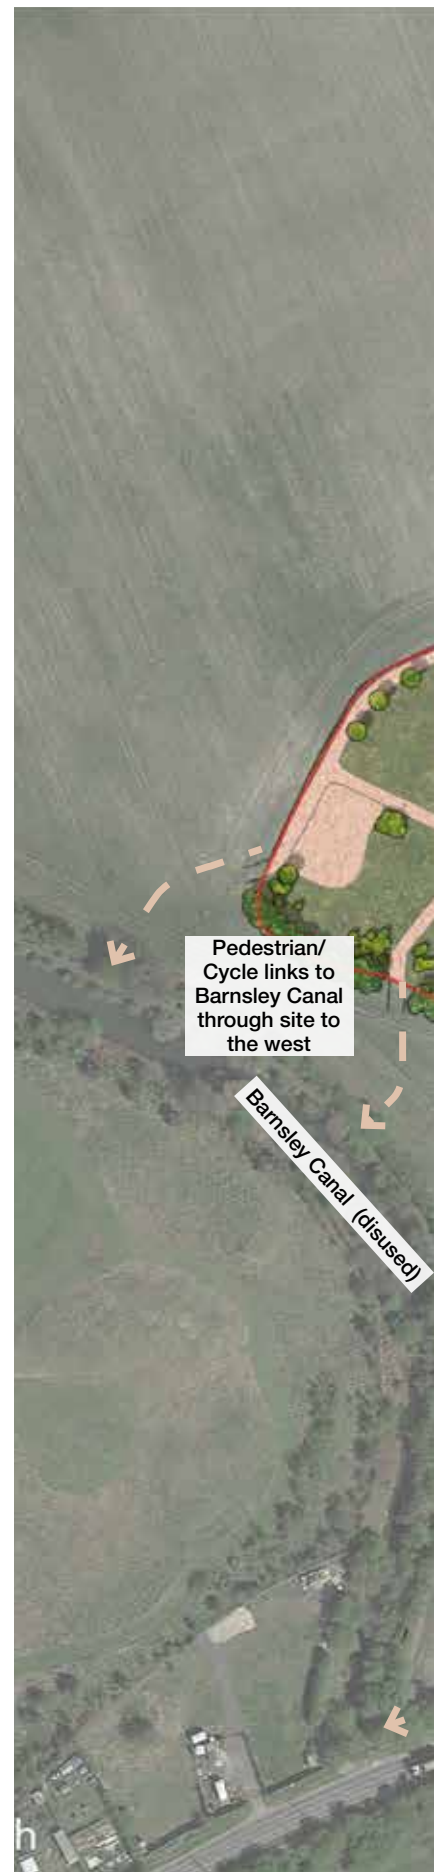 Pedestrian/
Cycle links to
Barnsley Canal
through site to
the west
Barnsley Canal (disused)
h